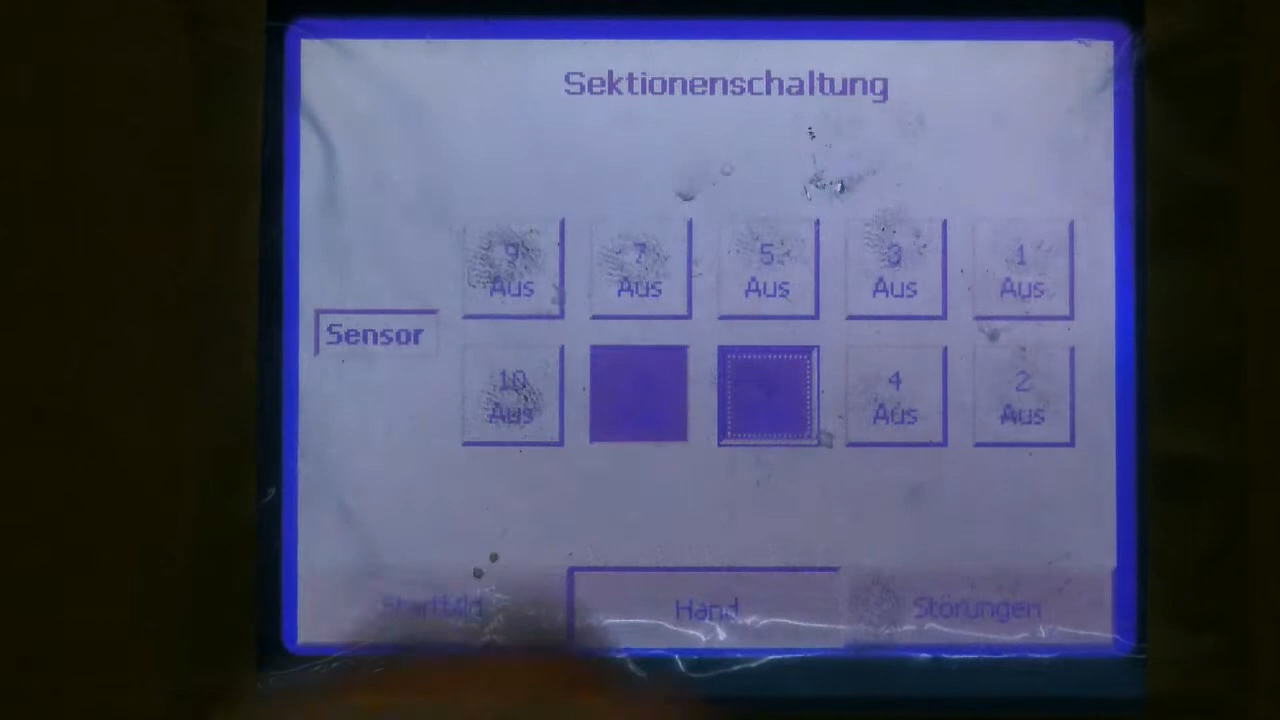 Sektionenschaltung
9 7 5 3 1
Aus Aus Aus Aus Aus
Sensor
10 4 2
Aus Aus Aus
Startbild Hand Störungen